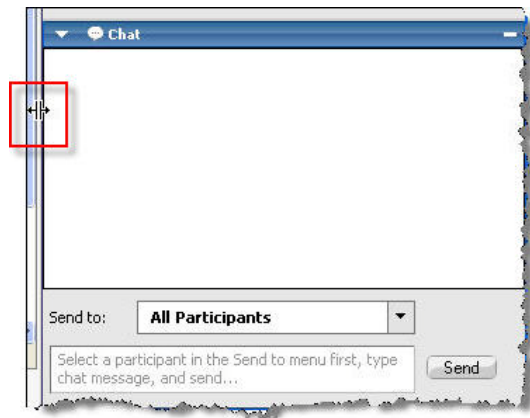 Chat
Send to: All Participants
Select a participant in the Send to menu first, type
chat message, and send...
Send